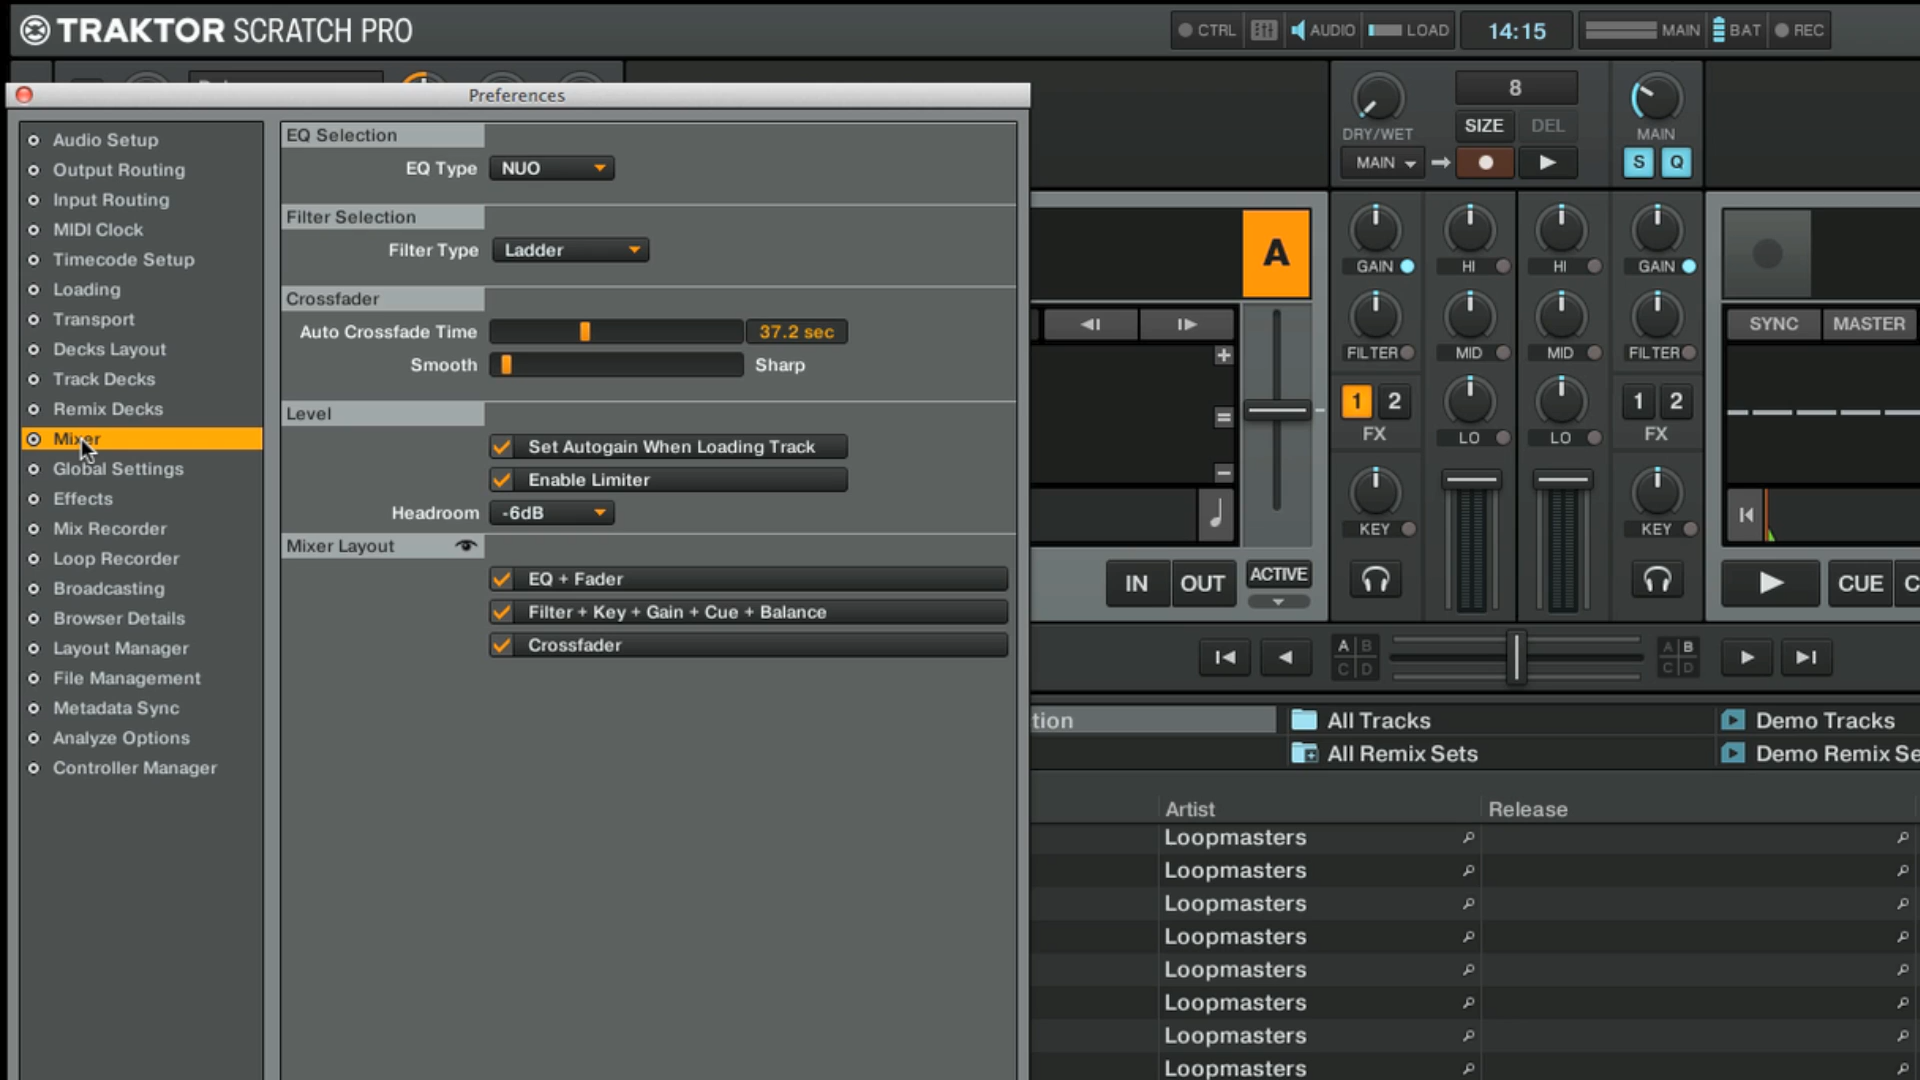 TRAKTOR SCRATCH PRO
CTRL
AUDIO
LOAD
14:15
MAIN
BAT
REC
Preferences
Audio Setup
Output Routing
Input Routing
MIDI Clock
Timecode Setup
Loading
Transport
Decks Layout
Track Decks
Remix Decks
Mixer
Global Settings
Effects
Mix Recorder
Loop Recorder
Broadcasting
Browser Details
Layout Manager
File Management
Metadata Sync
Analyze Options
Controller Manager
EQ Selection
EQ Type NUO
Filter Selection
Filter Type Ladder
Crossfader
Auto Crossfade Time 37.2 sec
Smooth Sharp
Level
Set Autogain When Loading Track
Enable Limiter
Headroom -6dB
Mixer Layout
EQ + Fader
Filter + Key + Gain + Cue + Balance
Crossfader
8
DRY/WET SIZE DEL MAIN
MAIN S Q
A
GAIN HI HI GAIN
SYNC MASTER
FILTER MID MID FILTER
1 2 1 2
FX LO LO FX
KEY KEY
IN OUT ACTIVE
CUE C
A B
C D
A B
C D
tion
All Tracks
Demo Tracks
All Remix Sets
Demo Remix Se
Artist
Release
Loopmasters
Loopmasters
Loopmasters
Loopmasters
Loopmasters
Loopmasters
Loopmasters
Loopmasters